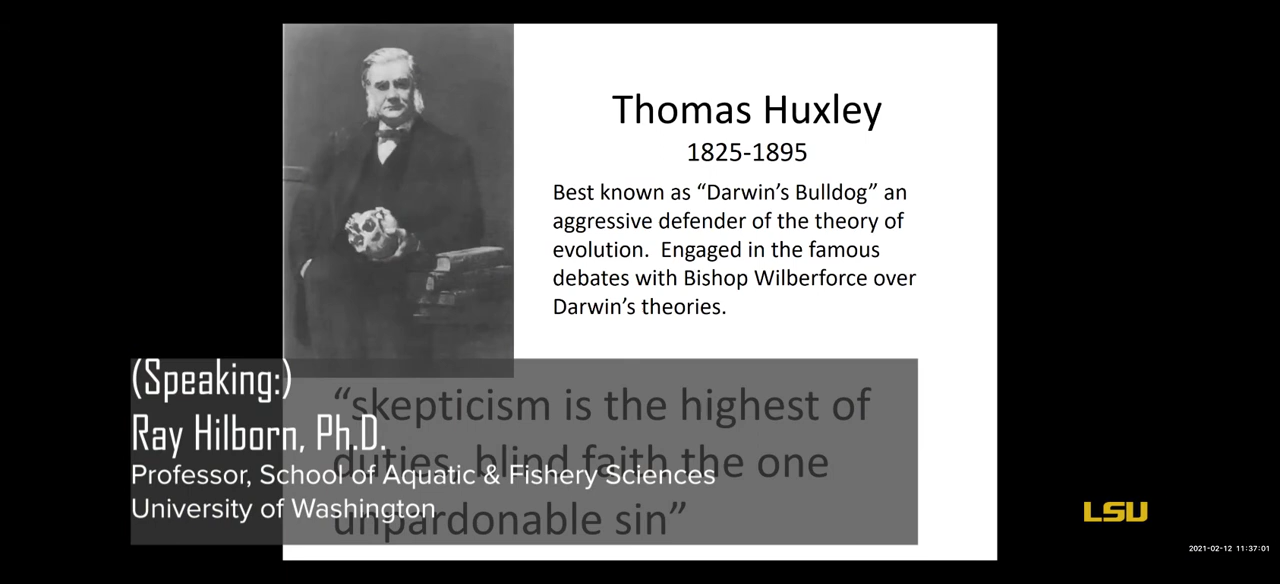 Thomas Huxley
1825-1895
Best known as “Darwin’s Bulldog” an
aggressive defender of the theory of
evolution.  Engaged in the famous
debates with Bishop Wilberforce over
Darwin’s theories.
“skepticism is the highest of
duties, blind faith the one
unpardonable sin”
(Speaking:)
Ray Hilborn, Ph.D.
Professor, School of Aquatic & Fishery Sciences
University of Washington
LSU
2021-02-12 11:37:01